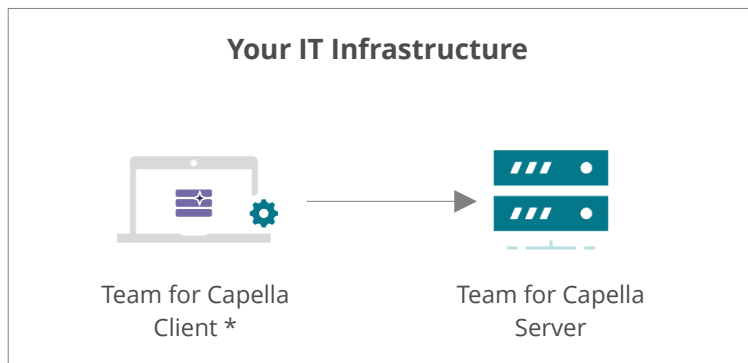 Your IT Infrastructure
Team for Capella
Client *
Team for Capella
Server